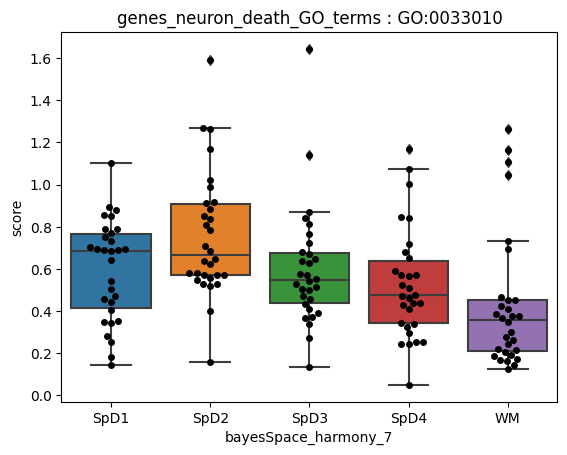 genes_neuron_death_GO_terms : GO:0033010
1.6
1.4
1.2
1.0
0.8
0.6
0.4
0.2
0.0
score
SpD1 SpD2 SpD3 SpD4 WM
bayesSpace_harmony_7